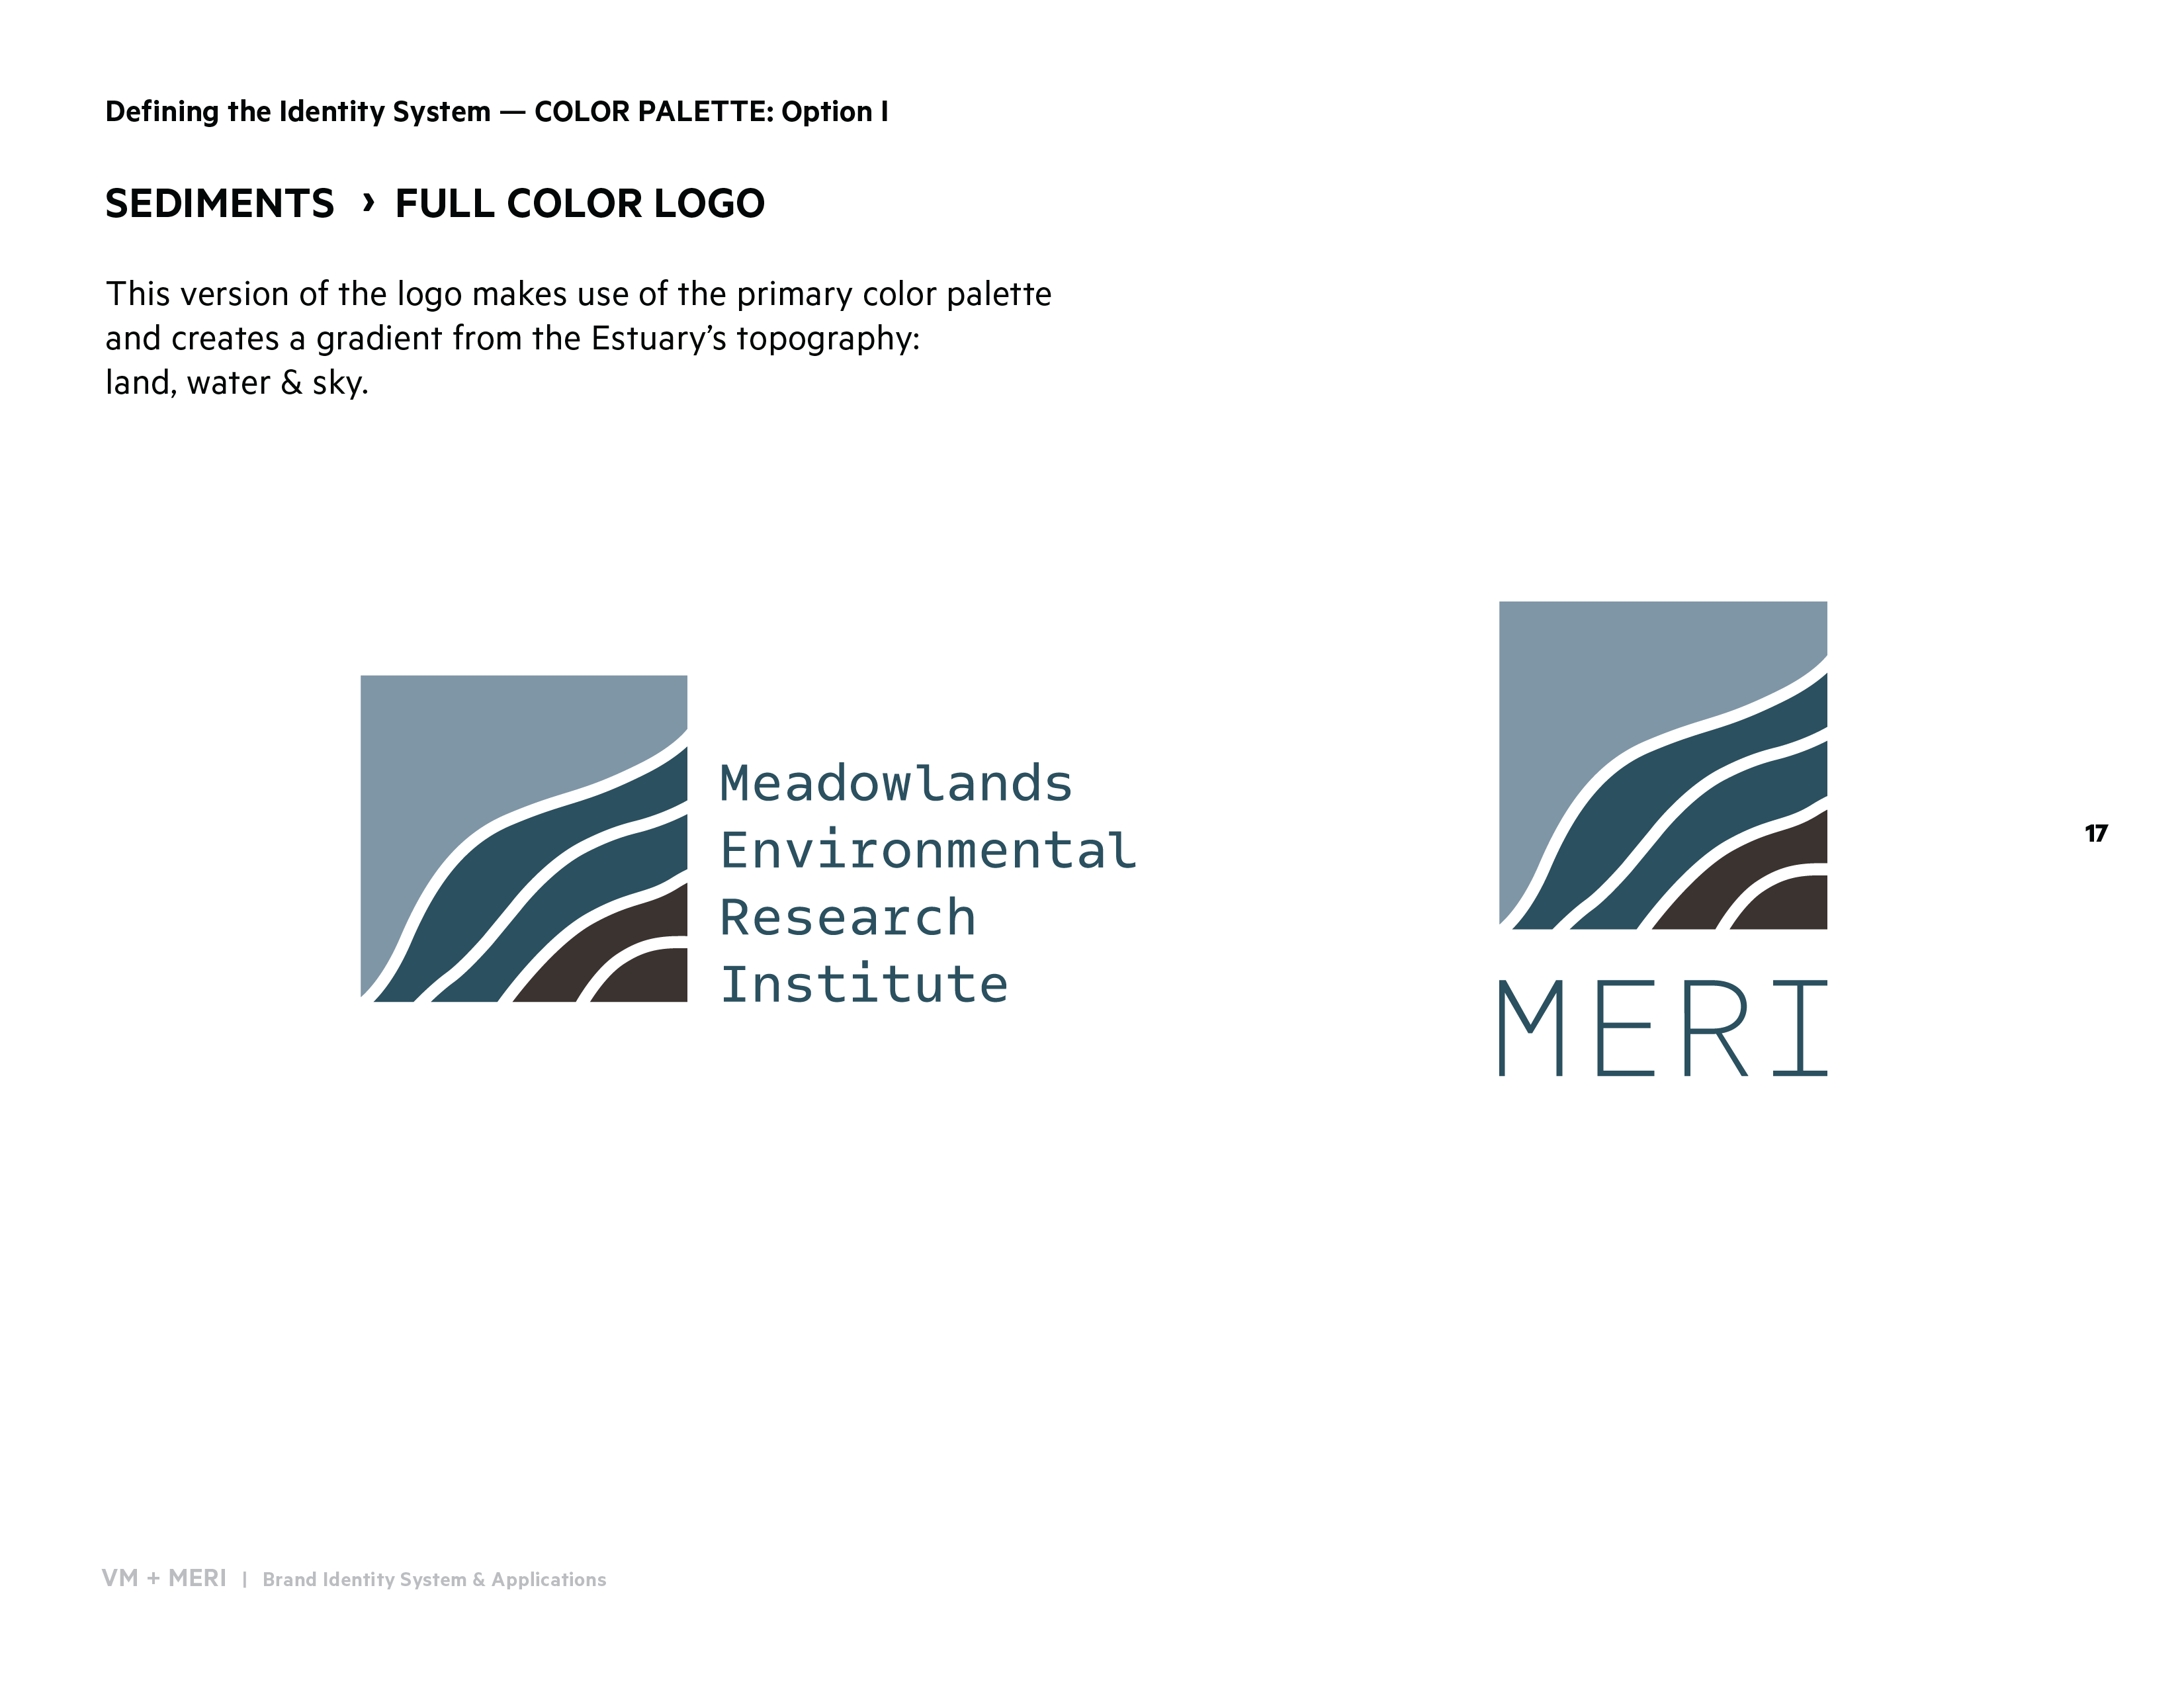 Defining the Identity System — COLOR PALETTE: Option I
SEDIMENTS › FULL COLOR LOGO
This version of the logo makes use of the primary color palette
and creates a gradient from the Estuary’s topography:
land, water & sky.
Meadowlands
Environmental
Research
Institute
MERI
17
VM + MERI | Brand Identity System & Applications